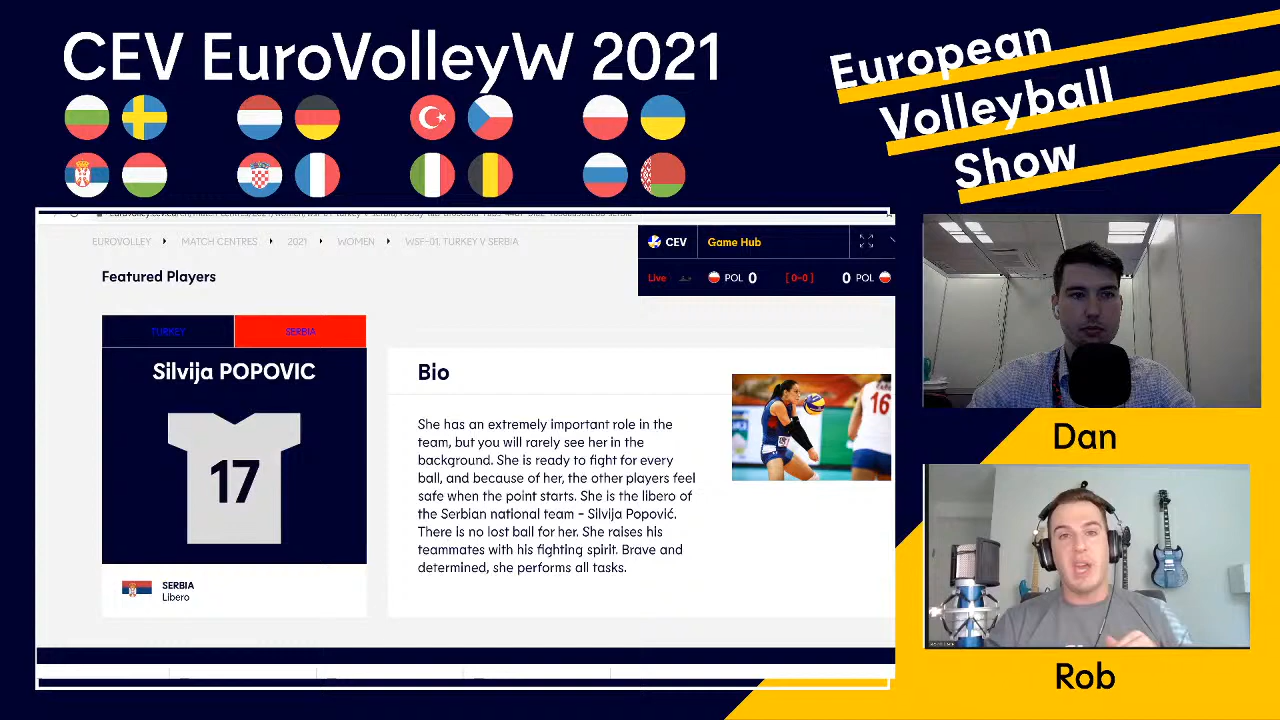 CEV EuroVolleyW 2021
European
Volleyball
Show
EUROVOLLEY
MATCH CENTRES
2021
WOMEN
WSF-01. TURKEY V SERBIA
CEV
Game Hub
Live
POL 0
[0-0]
0 POL
Featured Players
TURKEY
SERBIA
Silvija POPOVIC
17
SERBIA
Libero
Bio
She has an extremely important role in the
team, but you will rarely see her in the
background. She is ready to fight for every
ball, and because of her, the other players feel
safe when the point starts. She is the libero of
the Serbian national team - Silvija Popović.
There is no lost ball for her. She raises his
teammates with his fighting spirit. Brave and
determined, she performs all tasks.
16
Dan
Rob